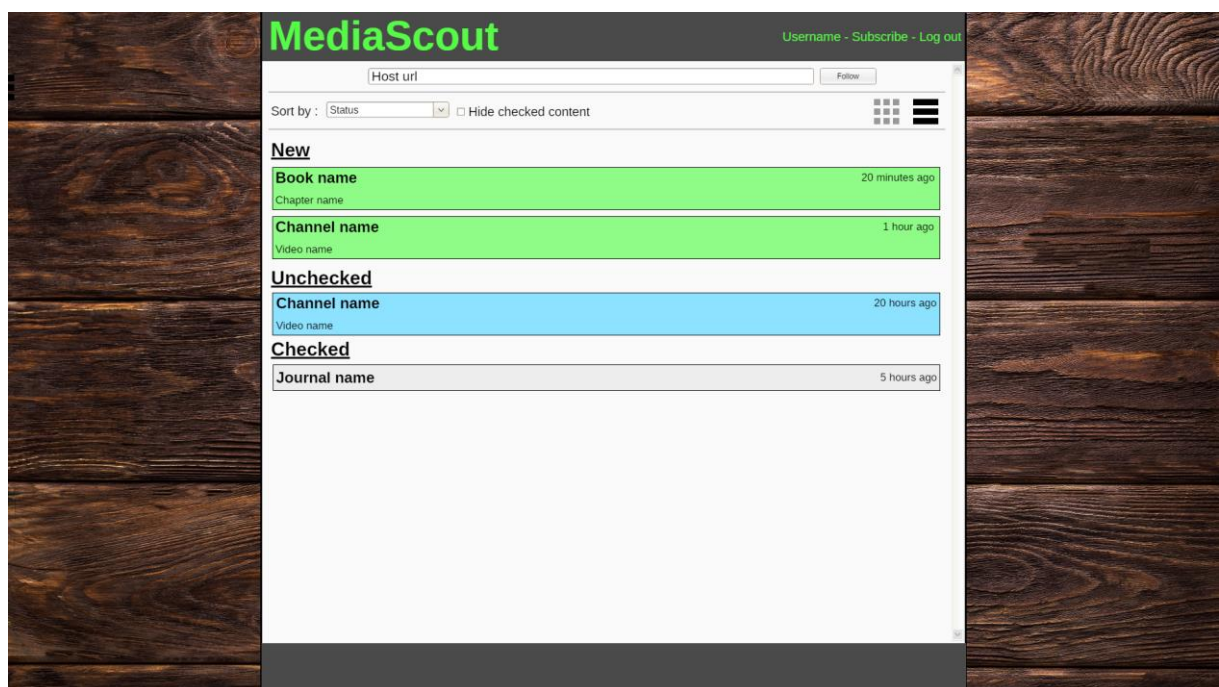 MediaScout
Username - Subscribe - Log out
Host url
Follow
Sort by : Status
Hide checked content
New
Book name
20 minutes ago
Chapter name
Channel name
1 hour ago
Video name
Unchecked
Channel name
20 hours ago
Video name
Checked
Journal name
5 hours ago